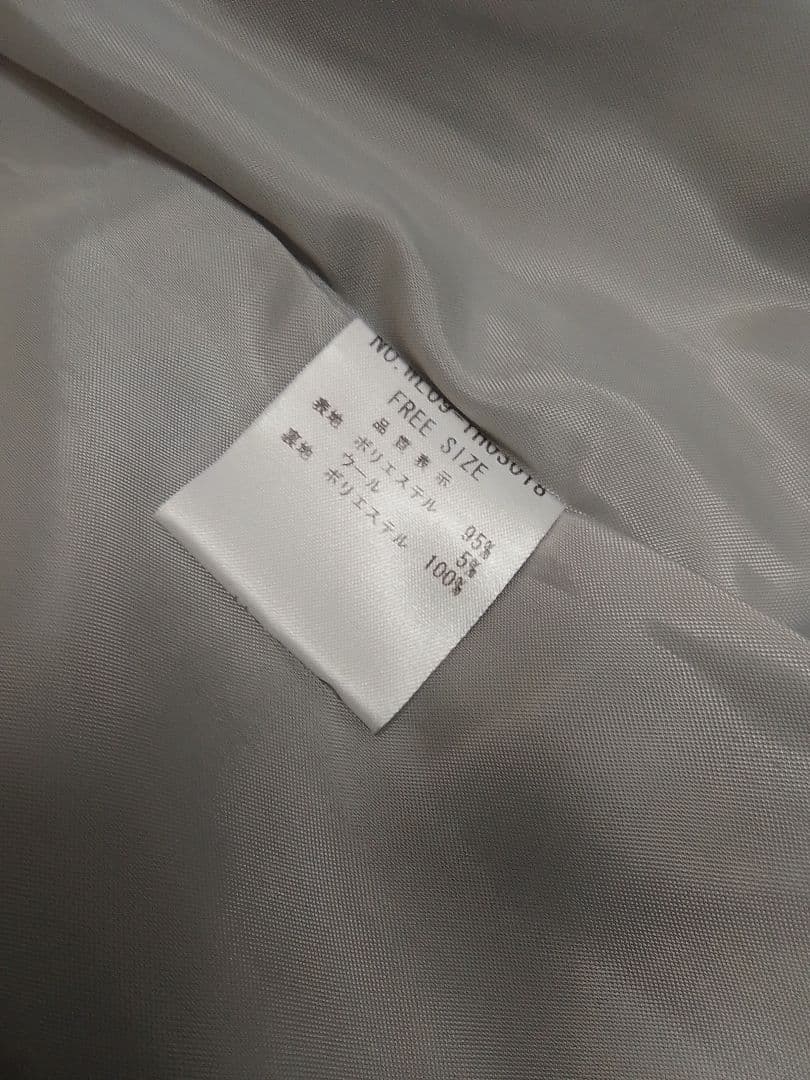 FREE SIZE
品質表示
表地 ポリエステル 95%
ウール 5%
裏地 ポリエステル 100%